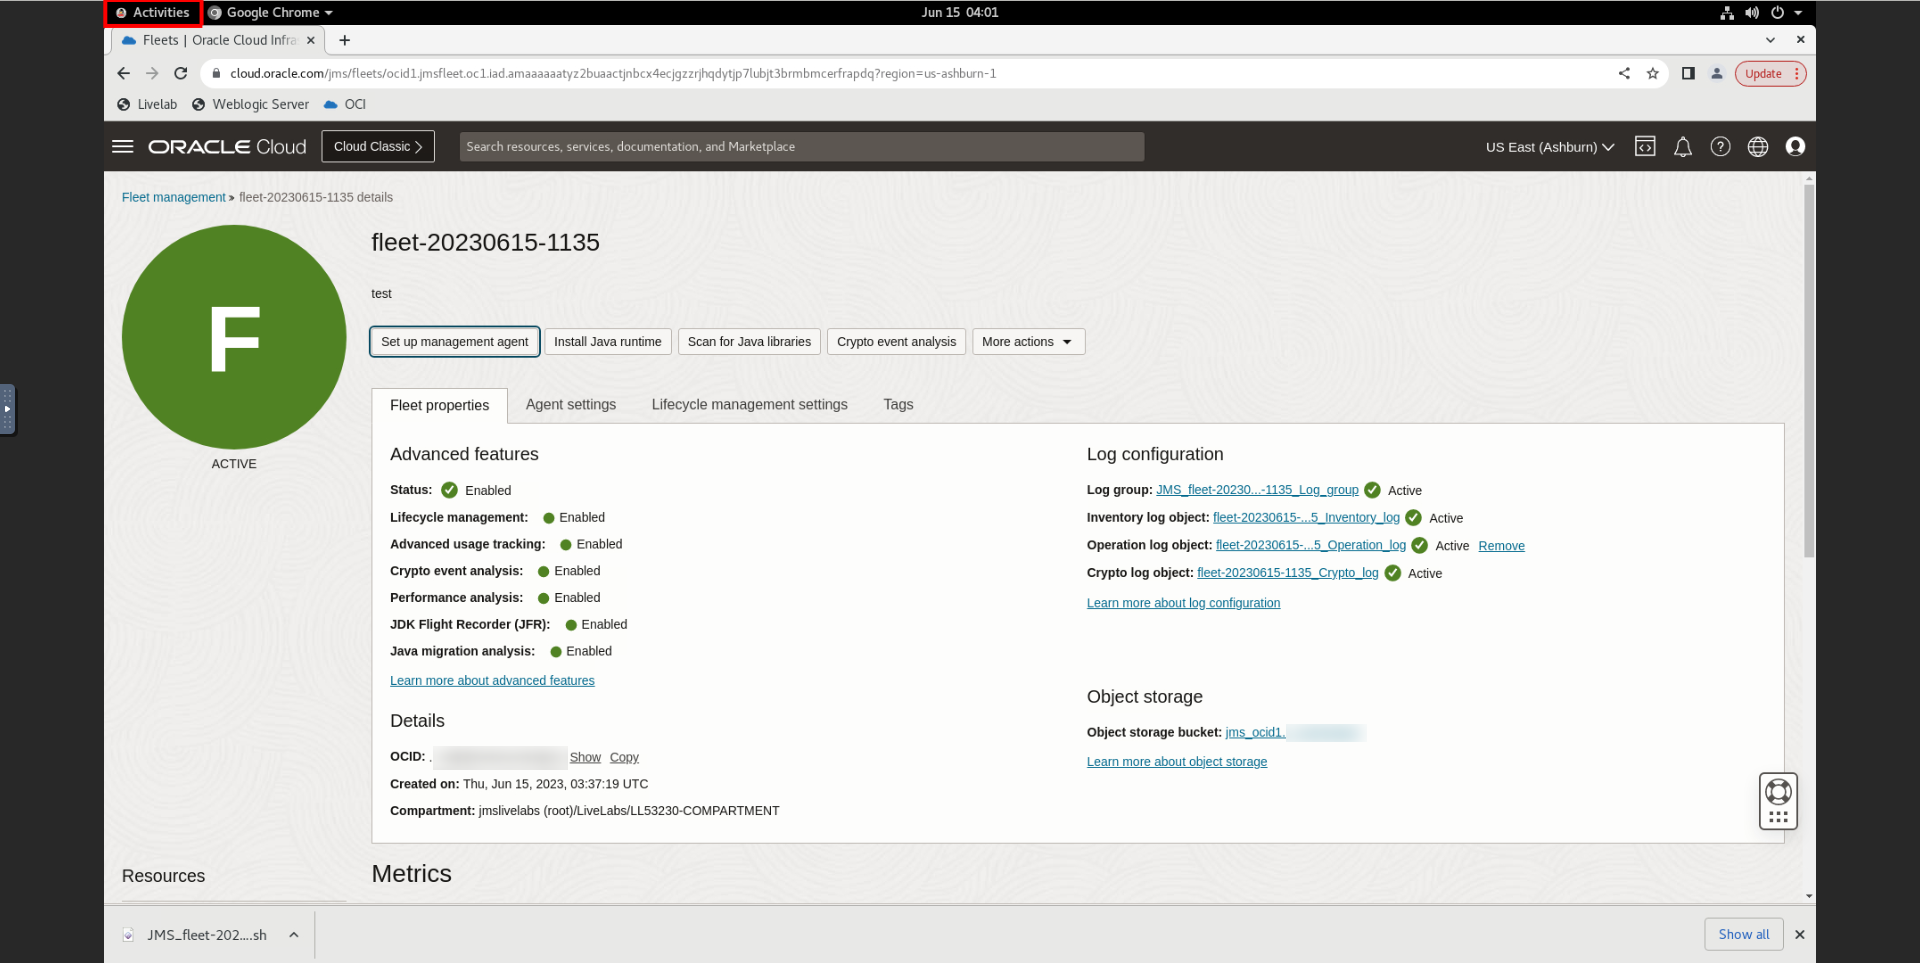 Activities Google Chrome Jun 15 04:01
Fleets | Oracle Cloud Infra
cloud.oracle.com/jms/fleets/ocid1.jmsfleet.oc1.iad.amaaaaaatyz2buaactjnbcx4ecjgzzrjhqdytjp7lubjt3brmbmcerfrapdq?region=us-ashburn-1 Update
Livelab Weblogic Server OCI
ORACLE Cloud Cloud Classic Search resources, services, documentation, and Marketplace US East (Ashburn)
Fleet management » fleet-20230615-1135 details
fleet-20230615-1135
test
F
ACTIVE
Set up management agent Install Java runtime Scan for Java libraries Crypto event analysis More actions
Fleet properties Agent settings Lifecycle management settings Tags
Advanced features
Status: Enabled
Lifecycle management: Enabled
Advanced usage tracking: Enabled
Crypto event analysis: Enabled
Performance analysis: Enabled
JDK Flight Recorder (JFR): Enabled
Java migration analysis: Enabled
Learn more about advanced features
Details
OCID: . Show Copy
Created on: Thu, Jun 15, 2023, 03:37:19 UTC
Compartment: jmslivelabs (root)/LiveLabs/LL53230-COMPARTMENT
Log configuration
Log group: JMS_fleet-20230...-1135_Log_group Active
Inventory log object: fleet-20230615-...5_Inventory_log Active
Operation log object: fleet-20230615-...5_Operation_log Active Remove
Crypto log object: fleet-20230615-1135_Crypto_log Active
Learn more about log configuration
Object storage
Object storage bucket: jms_ocid1.
Learn more about object storage
Resources
Metrics
JMS_fleet-202....sh Show all